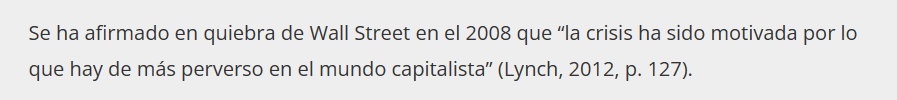 Se ha afirmado en quiebra de Wall Street en el 2008 que “la crisis ha sido motivada por lo
que hay de más perverso en el mundo capitalista” (Lynch, 2012, p. 127).